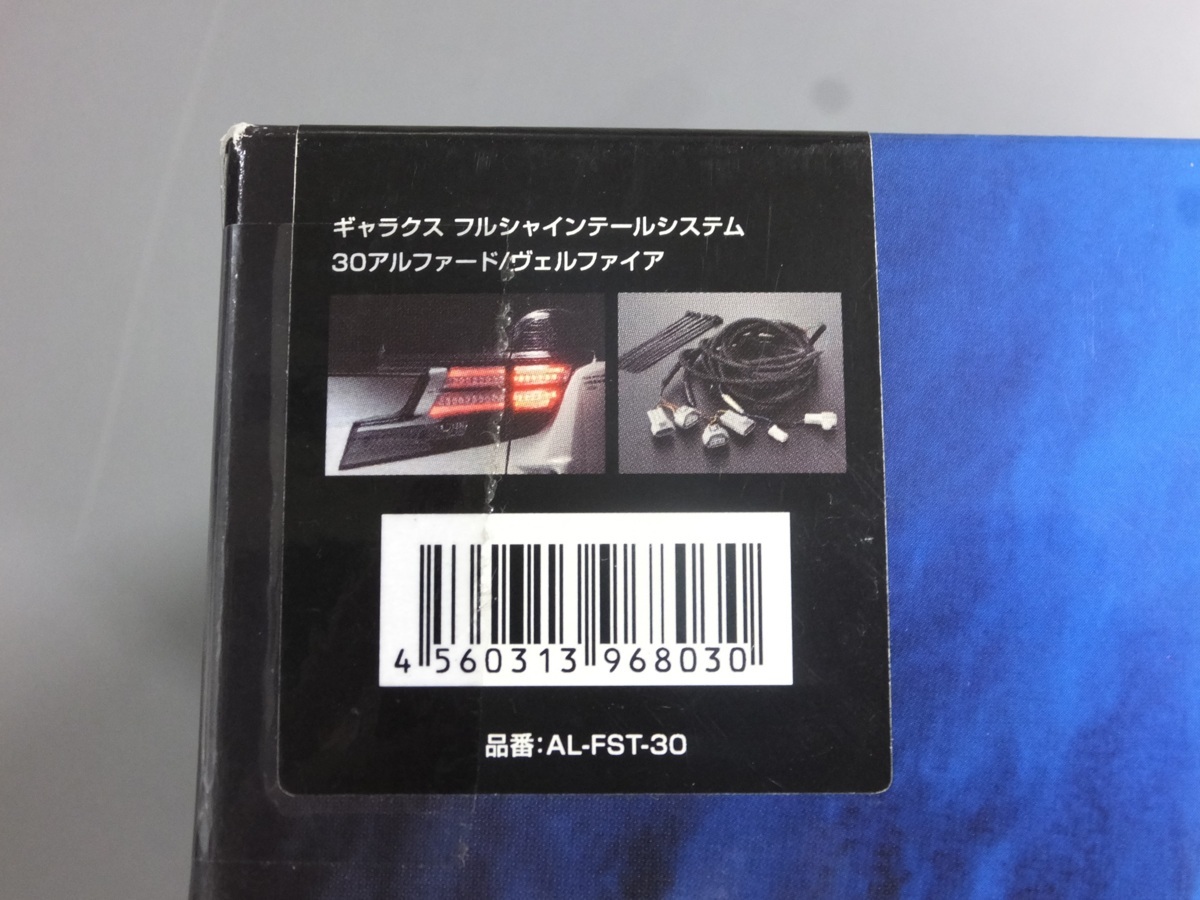 ギャラクス フルシャインテールシステム
30アルファード/ヴェルファイア
4 560313 968030
品番:AL-FST-30